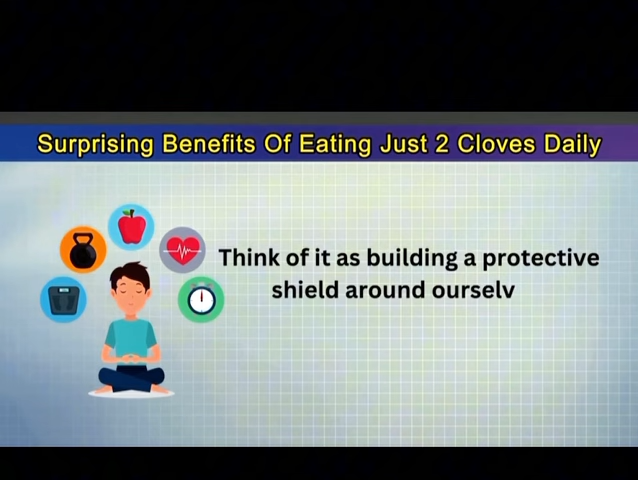 Surprising Benefits Of Eating Just 2 Cloves Daily
Think of it as building a protective
shield around ourselv